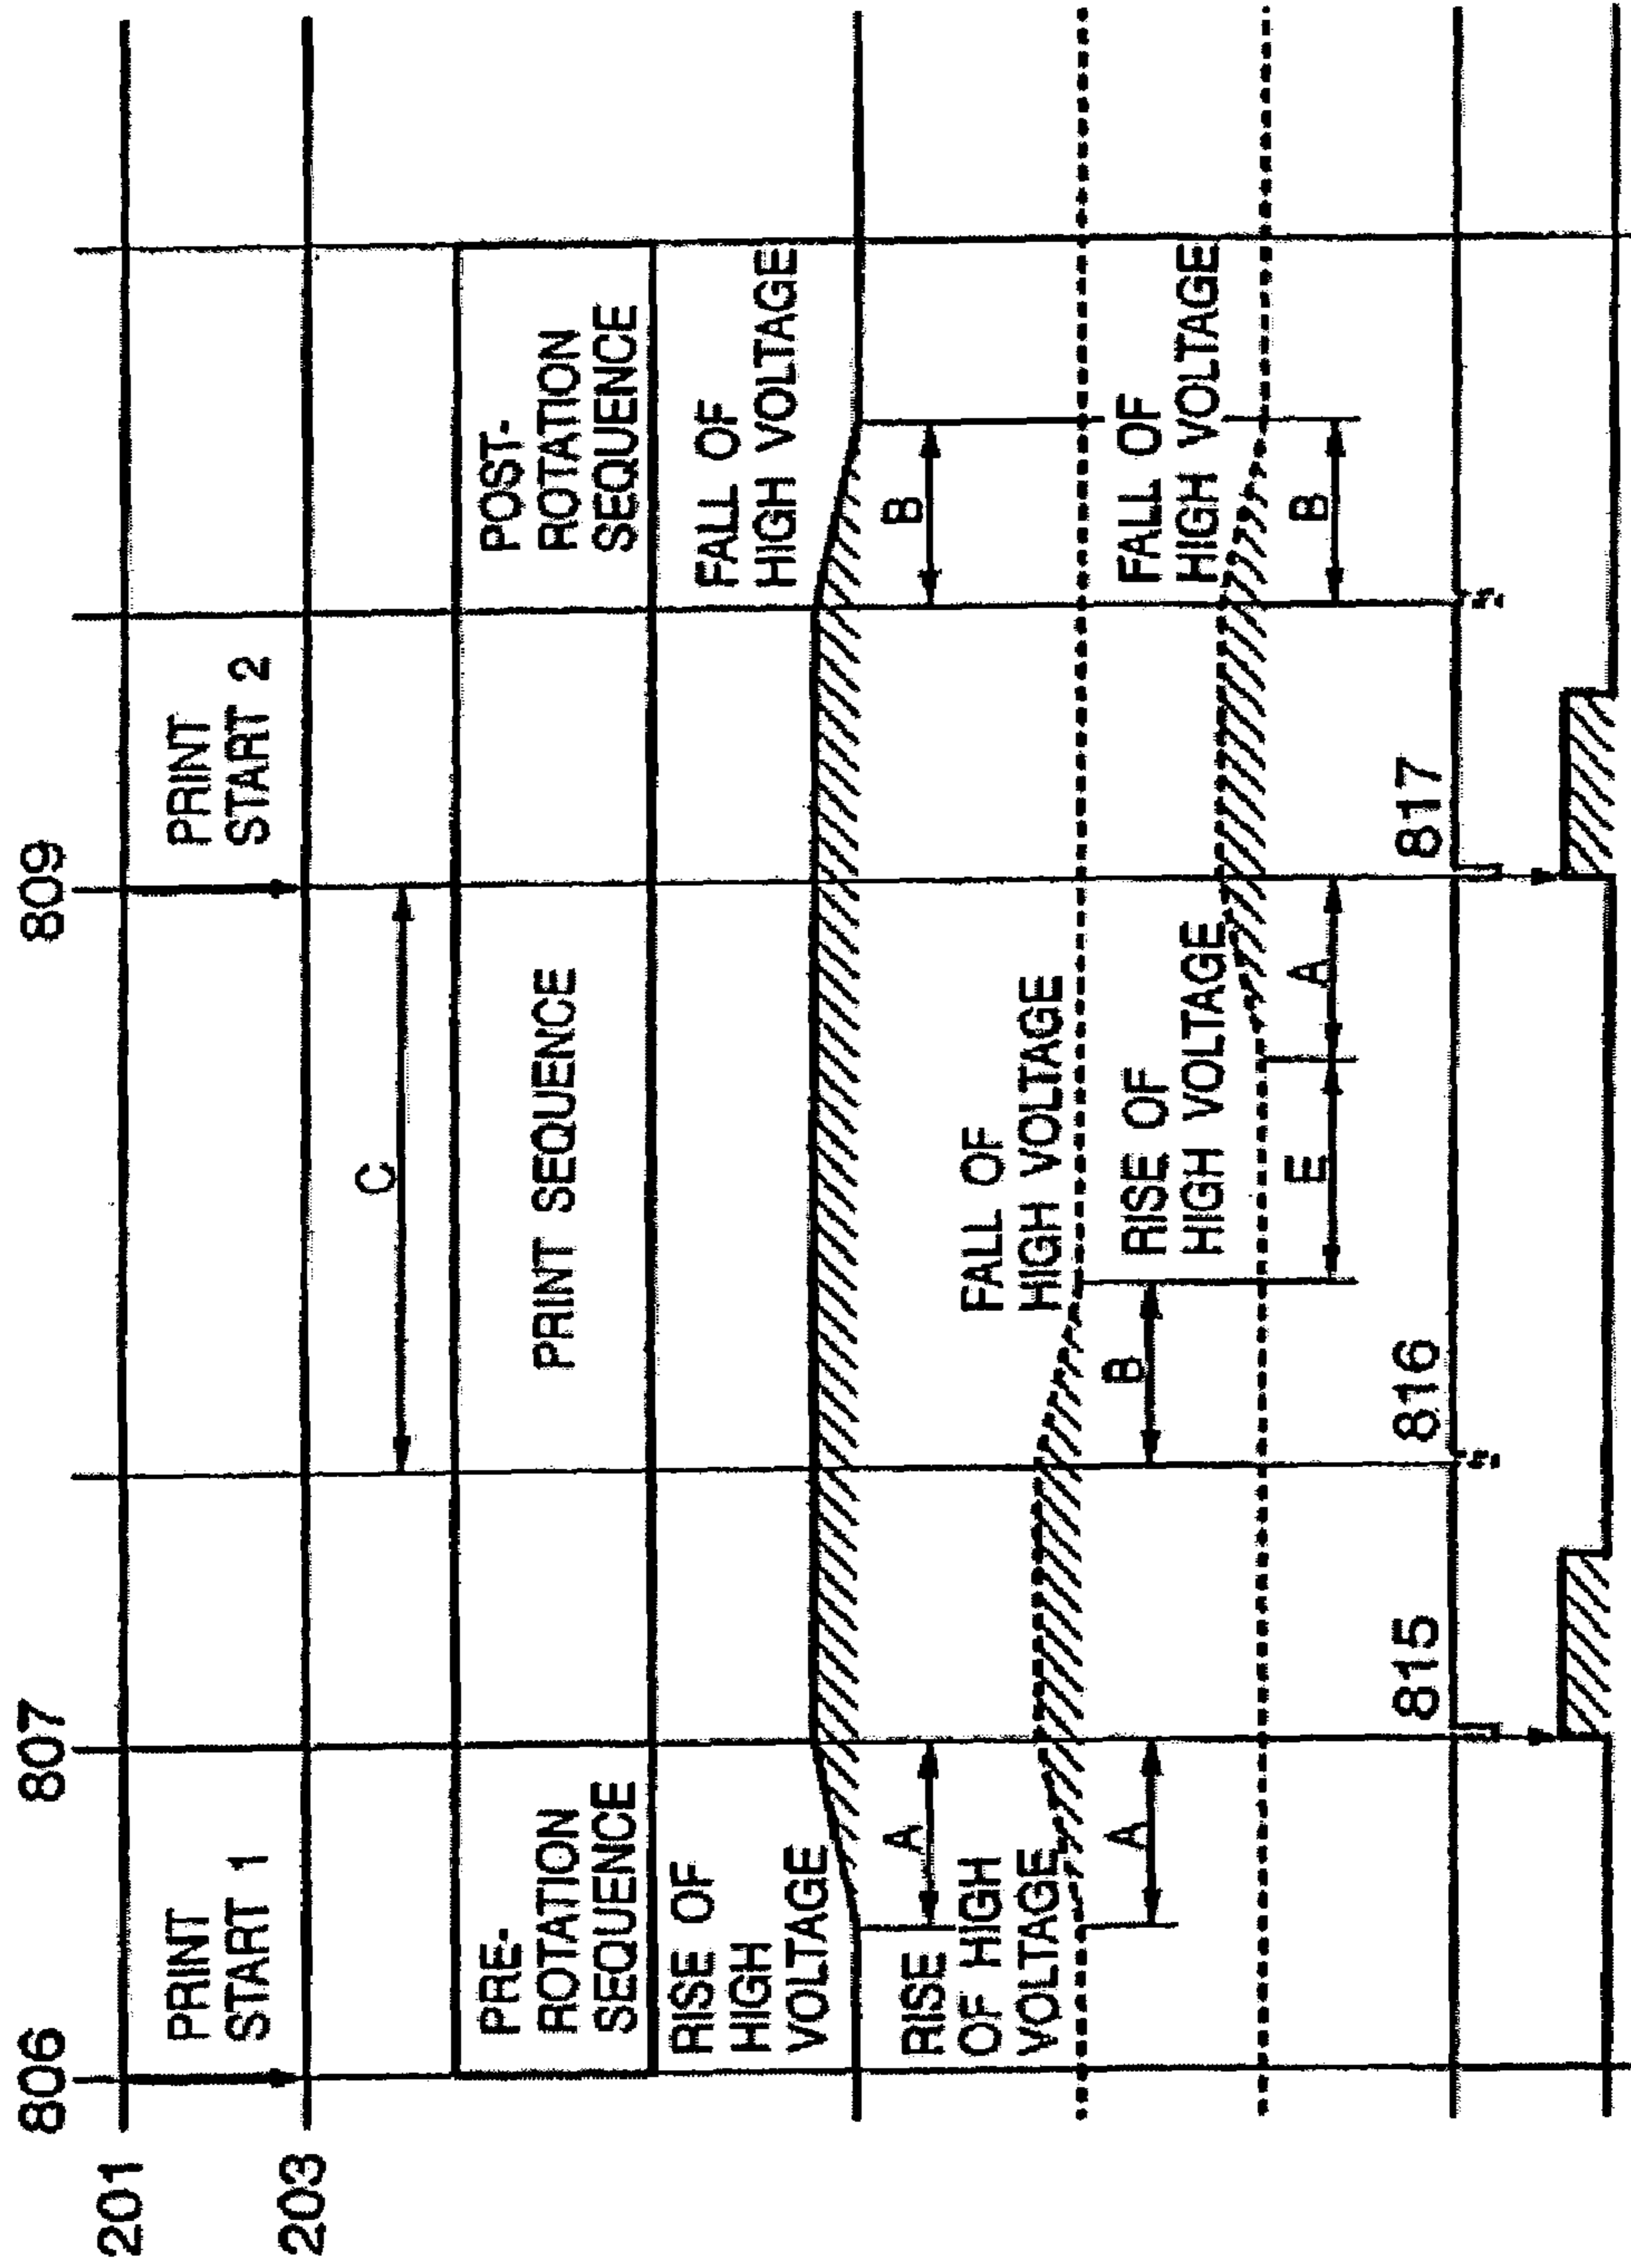 806
807
809
201
203
PRINT
START 1
PRINT
START 2
C
PRE-
ROTATION
SEQUENCE
PRINT SEQUENCE
POST-
ROTATION
SEQUENCE
RISE OF
HIGH
VOLTAGE
FALL OF
HIGH VOLTAGE
A
B
RISE
OF HIGH
VOLTAGE
FALL OF
HIGH VOLTAGE
A
B
RISE OF
HIGH VOLTAGE
FALL OF
HIGH VOLTAGE
E
A
B
815
816
817